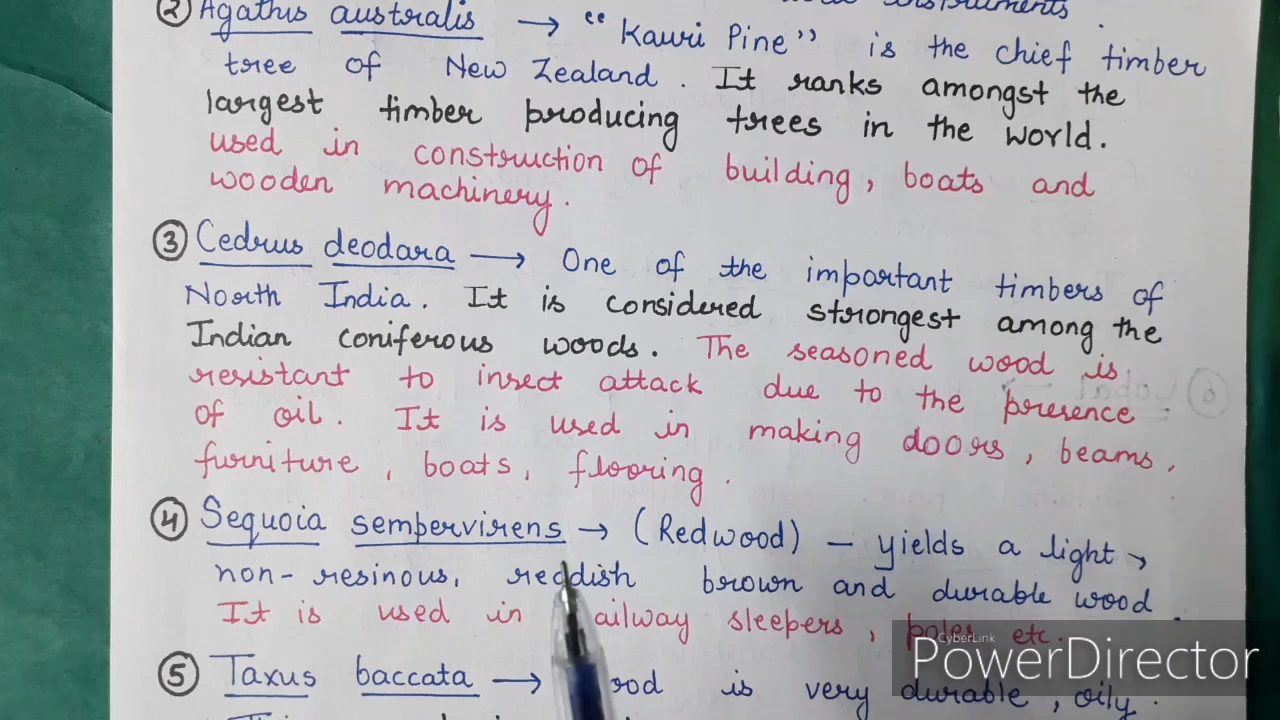 instruments.
② Agathis australis → "Kauri Pine" is the chief timber
tree of New Zealand. It ranks amongst the
largest timber producing trees in the world.
used in construction of building, boats and
wooden machinery.
③ Cedrus deodara → One of the important timbers of
North India. It is considered strongest among the
Indian coniferous woods. The seasoned wood is
resistant to insect attack due to the presence
of oil. It is used in making doors, beams,
furniture, boats, flooring.
④ Sequoia sempervirens → (Redwood) - yields a light,
non-resinous, reddish brown and durable wood.
It is used in railway sleepers, poles etc.
⑤ Taxus baccata → is very durable, oily.
CyberLink
PowerDirector